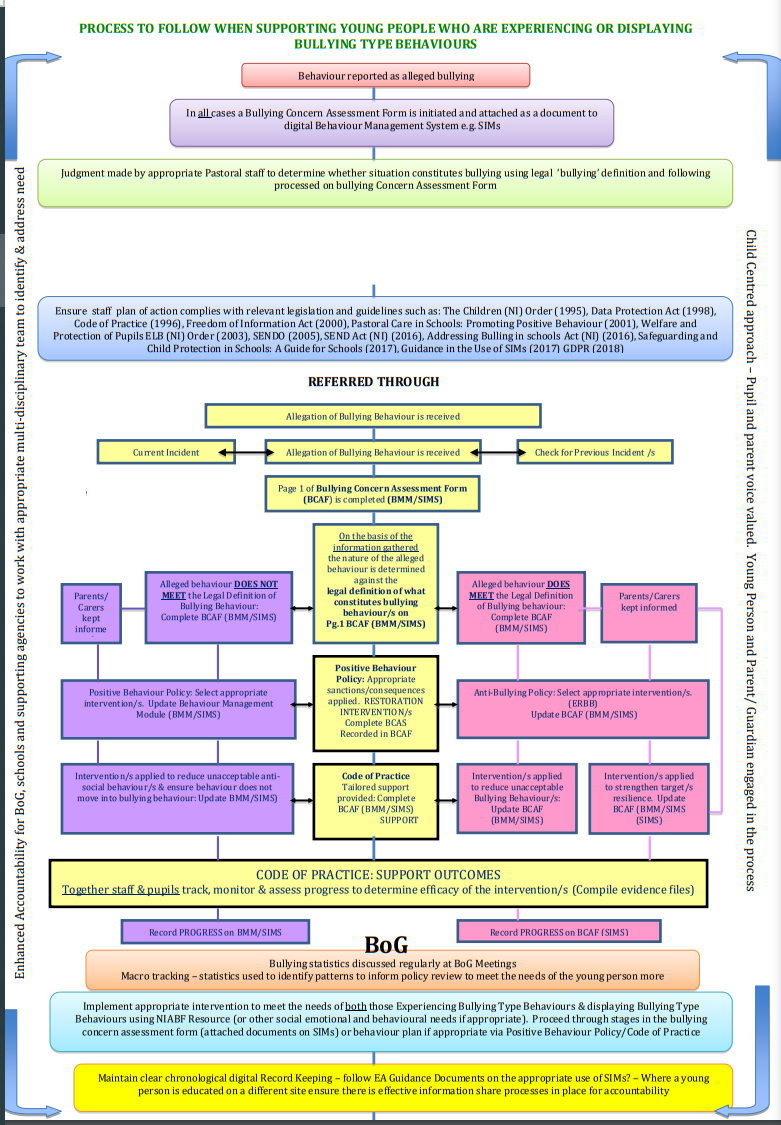 PROCESS TO FOLLOW WHEN SUPPORTING YOUNG PEOPLE WHO ARE EXPERIENCING OR DISPLAYING
BULLYING TYPE BEHAVIOURS
Behaviour reported as alleged bullying
In all cases a Bullying Concern Assessment Form is initiated and attached as a document to
digital Behaviour Management System e.g. SIMs
Judgment made by appropriate Pastoral staff to determine whether situation constitutes bullying using legal ‘bullying’ definition and following
processed on bullying Concern Assessment Form
Ensure staff plan of action complies with relevant legislation and guidelines such as: The Children (NI) Order (1995), Data Protection Act (1998),
Code of Practice (1996), Freedom of Information Act (2000), Pastoral Care in Schools: Promoting Positive Behaviour (2001), Welfare and
Protection of Pupils ELB (NI) Order (2003), SENDO (2005), SEND Act (NI) (2016), Addressing Bulling in schools Act (NI) (2016), Safeguarding and
Child Protection in Schools: A Guide for Schools (2017), Guidance in the Use of SIMs (2017) GDPR (2018)
REFERRED THROUGH
Allegation of Bullying Behaviour is received
Current Incident
Allegation of Bullying Behaviour is received
Check for Previous Incident /s
Page 1 of Bullying Concern Assessment Form
(BCAF) is completed (BMM/SIMS)
On the basis of the
information gathered
the nature of the alleged
behaviour is determined
against the
legal definition of what
constitutes bullying
behaviour/s on
Pg.1 BCAF (BMM/SIMS)
Parents/
Carers
kept
informe
Alleged behaviour DOES NOT
MEET the Legal Definition of
Bullying Behaviour:
Complete BCAF (BMM/SIMS)
Alleged behaviour DOES
MEET the Legal Definition
of Bullying behaviour:
Complete BCAF
(BMM/SIMS)
Parents/Carers
kept informed
Positive Behaviour Policy: Select appropriate
intervention/s. Update Behaviour Management
Module (BMM/SIMS)
Positive Behaviour
Policy: Appropriate
sanctions/consequences
applied. RESTORATION
INTERVENTION/s
Complete BCAS
Recorded in BCAF
Anti-Bullying Policy: Select appropriate intervention/s.
(ERBB)
Update BCAF (BMM/SIMS)
Intervention/s applied to reduce unacceptable anti-
social behaviour/s & ensure behaviour does not
move into bullying behaviour: Update BMM/SIMS)
Code of Practice
Tailored support
provided: Complete
BCAF (BMM/SIMS)
SUPPORT
Intervention/s applied
to reduce unacceptable
Bullying Behaviour/s:
Update BCAF
(BMM/SIMS)
Intervention/s applied
to strengthen target/s
resilience. Update
BCAF (BMM/SIMS
(SIMS)
CODE OF PRACTICE: SUPPORT OUTCOMES
Together staff & pupils track, monitor & assess progress to determine efficacy of the intervention/s (Compile evidence files)
Record PROGRESS on BMM/SIMS
Record PROGRESS on BCAF (SIMS)
BoG
Bullying statistics discussed regularly at BoG Meetings
Macro tracking – statistics used to identify patterns to inform policy review to meet the needs of the young person more
Implement appropriate intervention to meet the needs of both those Experiencing Bullying Type Behaviours & displaying Bullying Type
Behaviours using NIABF Resource (or other social emotional and behavioural needs if appropriate). Proceed through stages in the bullying
concern assessment form (attached documents on SIMs) or behaviour plan if appropriate via Positive Behaviour Policy/Code of Practice
Maintain clear chronological digital Record Keeping – follow EA Guidance Documents on the appropriate use of SIMs? – Where a young
person is educated on a different site ensure there is effective information share processes in place for accountability
Enhanced Accountability for BoG, schools and supporting agencies to work with appropriate multi-disciplinary team to identify & address need
Child Centred approach – Pupil and parent voice valued. Young Person and Parent/ Guardian engaged in the process